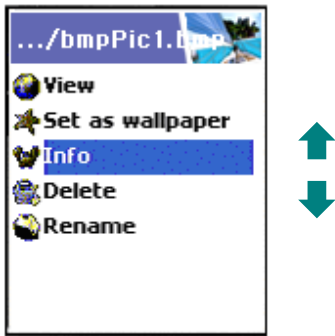 .../bmpPic1.bmp
View
Set as wallpaper
Info
Delete
Rename